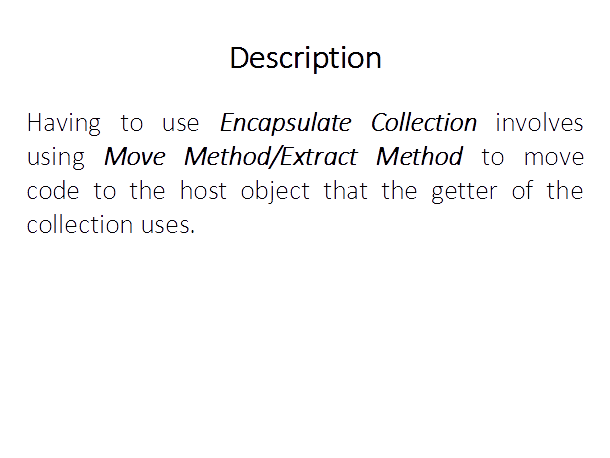 Description
Having to use Encapsulate Collection involves
using Move Method/Extract Method to move
code to the host object that the getter of the
collection uses.